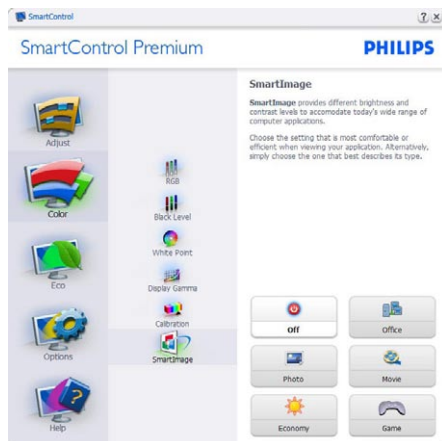 SmartControl
SmartControl Premium
PHILIPS
Adjust
Color
Eco
Options
Help
RGB
Black Level
White Point
Display Gamma
Calibration
SmartImage
SmartImage
SmartImage provides different brightness and
contrast levels to accomodate today's wide range of
computer applications.
Choose the setting that is most comfortable or
efficient when viewing your application. Alternatively,
simply choose the one that best describes its type.
Off
Office
Photo
Movie
Economy
Game